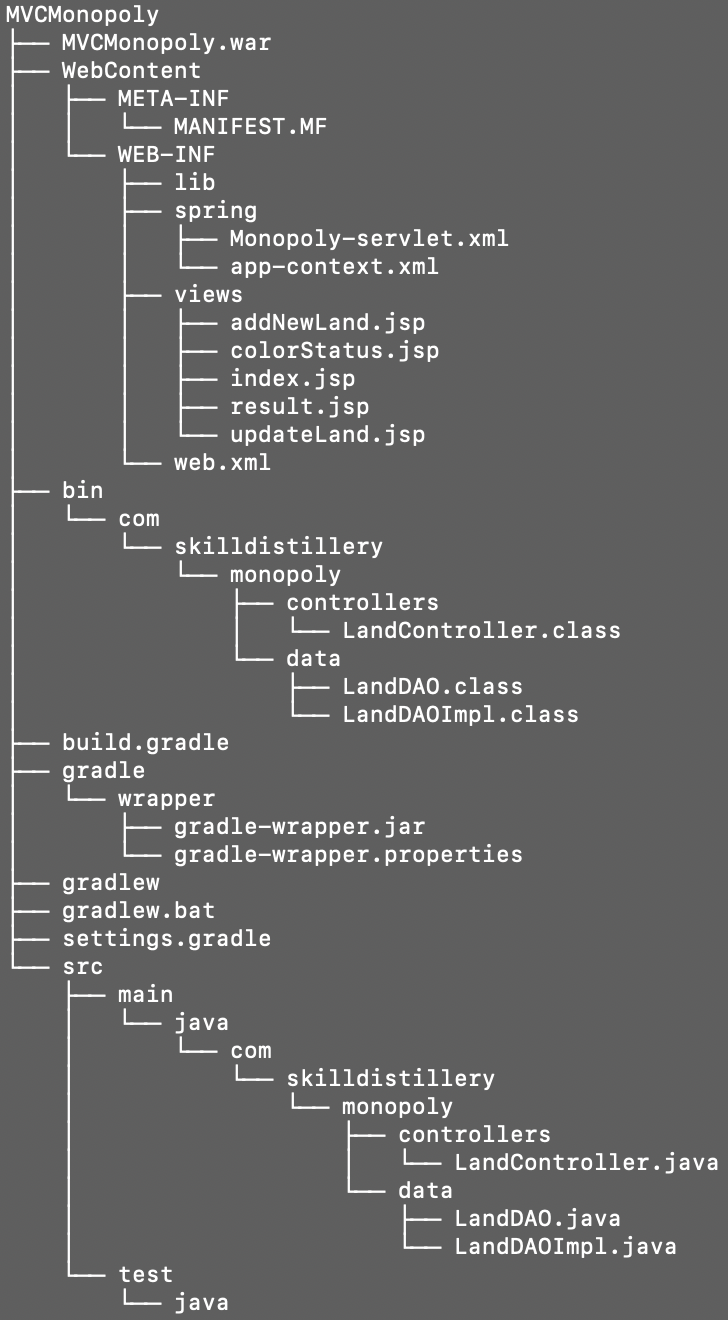 MVCMonopoly
├── MVCMonopoly.war
├── WebContent
│   ├── META-INF
│   │   └── MANIFEST.MF
│   └── WEB-INF
│       ├── lib
│       ├── spring
│       │   ├── Monopoly-servlet.xml
│       │   └── app-context.xml
│       ├── views
│       │   ├── addNewLand.jsp
│       │   ├── colorStatus.jsp
│       │   ├── index.jsp
│       │   ├── result.jsp
│       │   └── updateLand.jsp
│       └── web.xml
├── bin
│   └── com
│       └── skilldistillery
│           └── monopoly
│               ├── controllers
│               │   └── LandController.class
│               └── data
│                   ├── LandDAO.class
│                   └── LandDAOImpl.class
├── build.gradle
├── gradle
│   └── wrapper
│       ├── gradle-wrapper.jar
│       └── gradle-wrapper.properties
├── gradlew
├── gradlew.bat
├── settings.gradle
└── src
    ├── main
    │   └── java
    │       └── com
    │           └── skilldistillery
    │               └── monopoly
    │                   ├── controllers
    │                   │   └── LandController.java
    │                   └── data
    │                       ├── LandDAO.java
    │                       └── LandDAOImpl.java
    └── test
        └── java